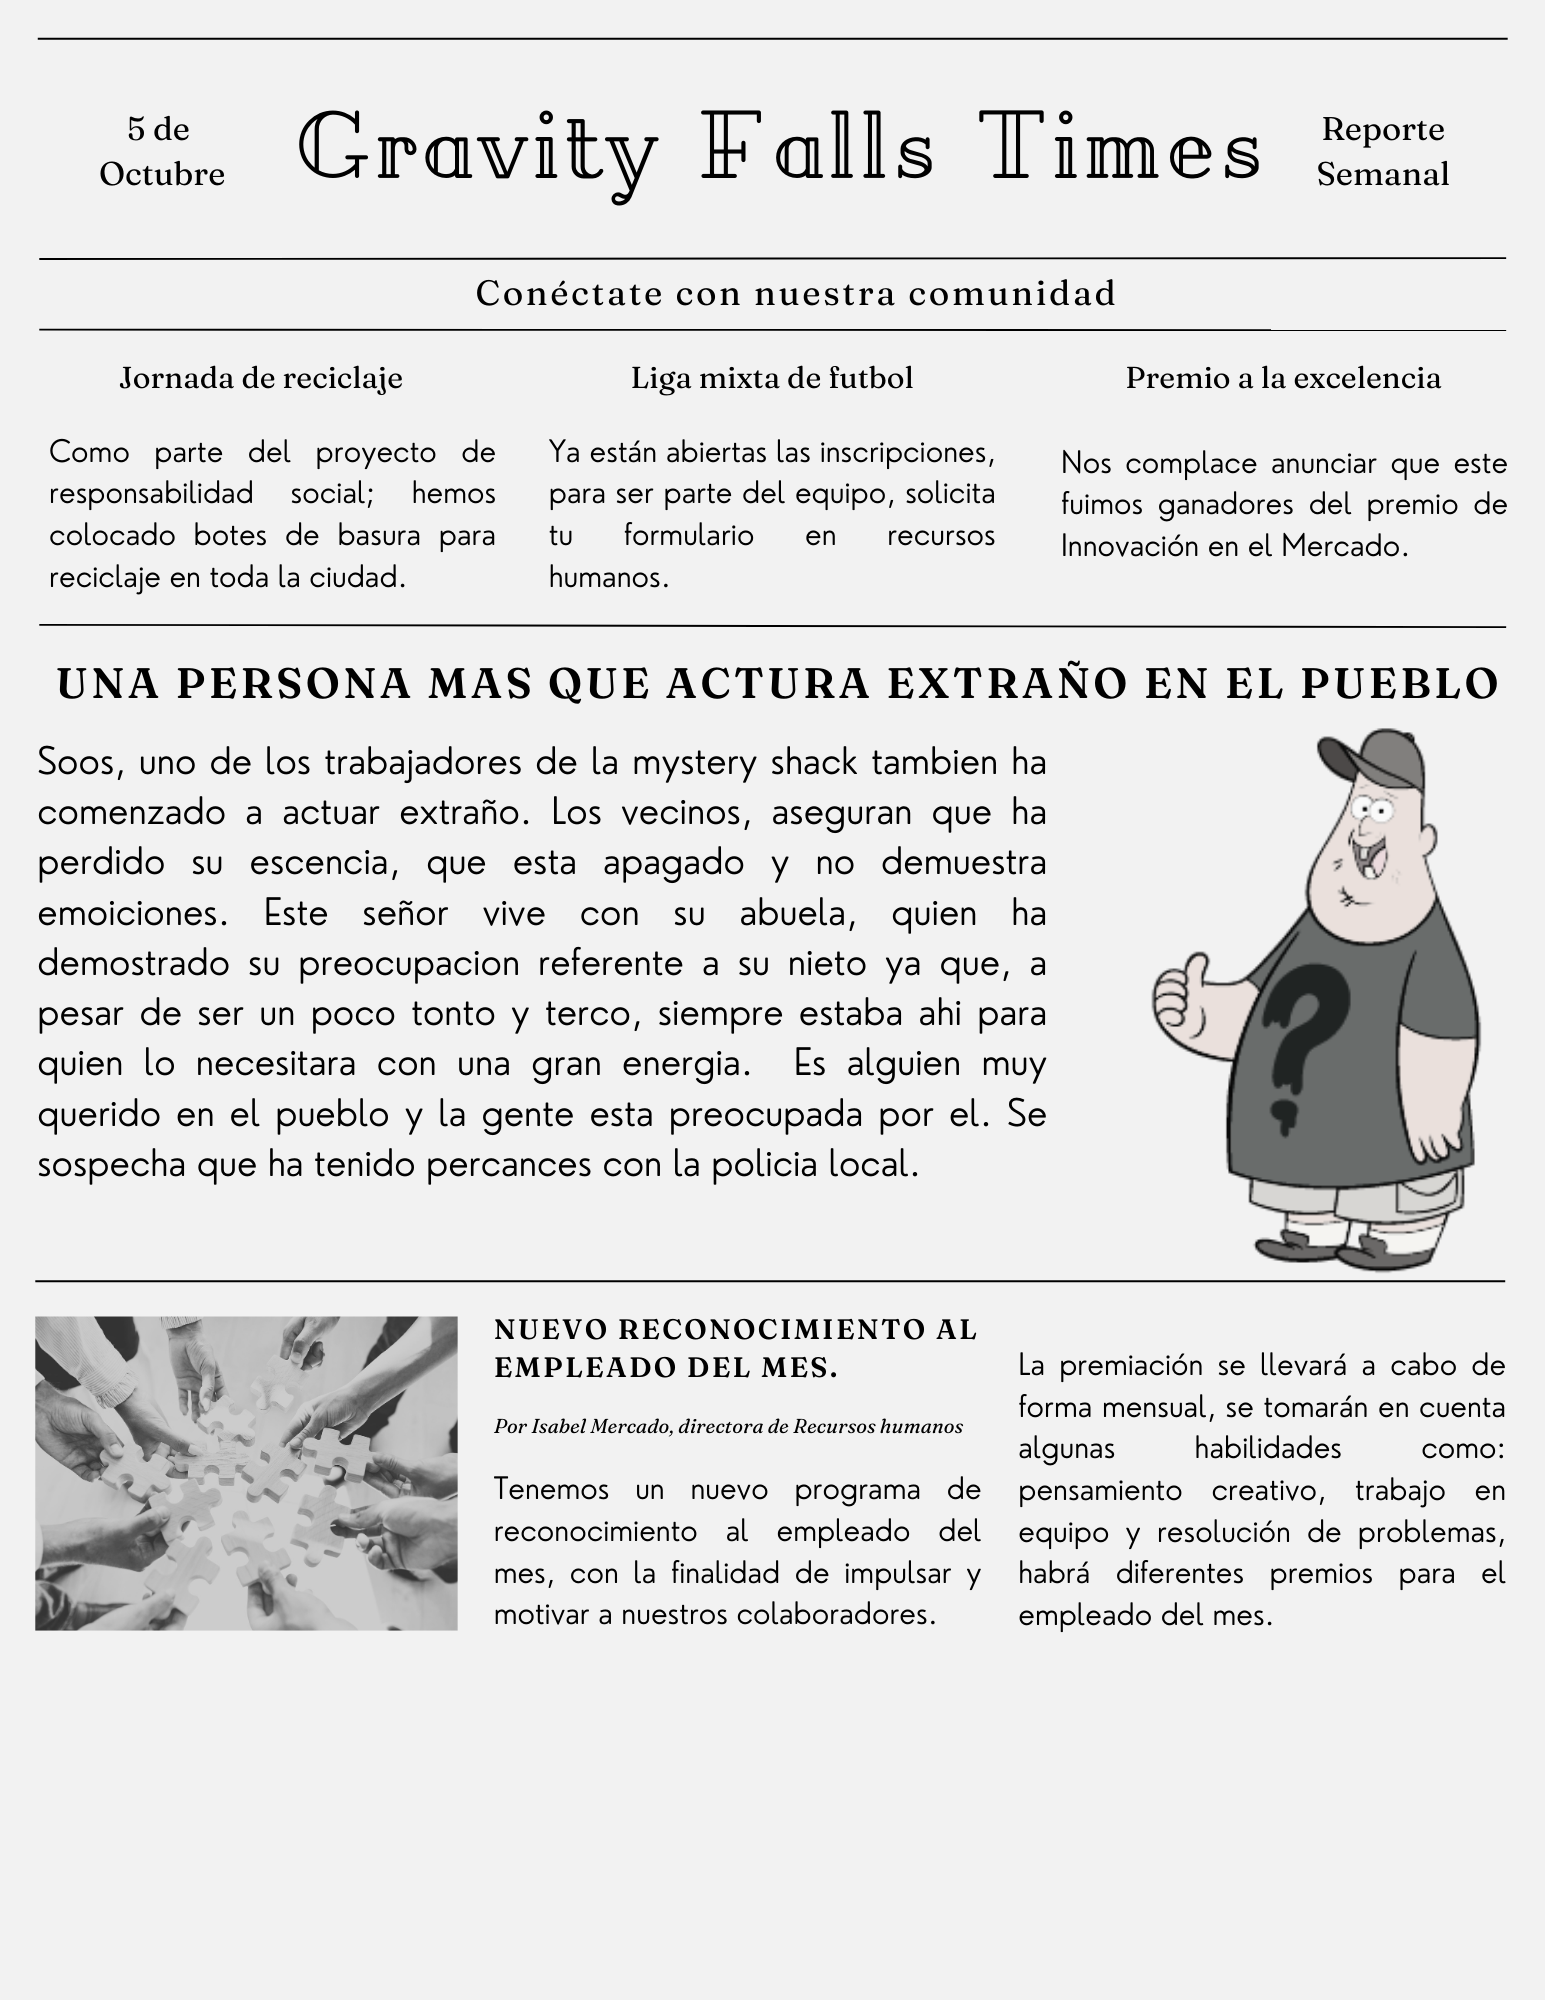 5 de
Octubre
Gravity Falls Times
Reporte
Semanal
Conéctate con nuestra comunidad
Jornada de reciclaje
Como parte del proyecto de
responsabilidad social; hemos
colocado botes de basura para
reciclaje en toda la ciudad.
Liga mixta de futbol
Ya están abiertas las inscripciones,
para ser parte del equipo, solicita
tu formulario en recursos
humanos.
Premio a la excelencia
Nos complace anunciar que este
fuimos ganadores del premio de
Innovación en el Mercado.
UNA PERSONA MAS QUE ACTURA EXTRAÑO EN EL PUEBLO
Soos, uno de los trabajadores de la mystery shack tambien ha
comenzado a actuar extraño. Los vecinos, aseguran que ha
perdido su escencia, que esta apagado y no demuestra
emoiciones. Este señor vive con su abuela, quien ha
demostrado su preocupacion referente a su nieto ya que, a
pesar de ser un poco tonto y terco, siempre estaba ahi para
quien lo necesitara con una gran energia. Es alguien muy
querido en el pueblo y la gente esta preocupada por el. Se
sospecha que ha tenido percances con la policia local.
?
NUEVO RECONOCIMIENTO AL
EMPLEADO DEL MES.
Por Isabel Mercado, directora de Recursos humanos
Tenemos un nuevo programa de
reconocimiento al empleado del
mes, con la finalidad de impulsar y
motivar a nuestros colaboradores.
La premiación se llevará a cabo de
forma mensual, se tomarán en cuenta
algunas habilidades como:
pensamiento creativo, trabajo en
equipo y resolución de problemas,
habrá diferentes premios para el
empleado del mes.